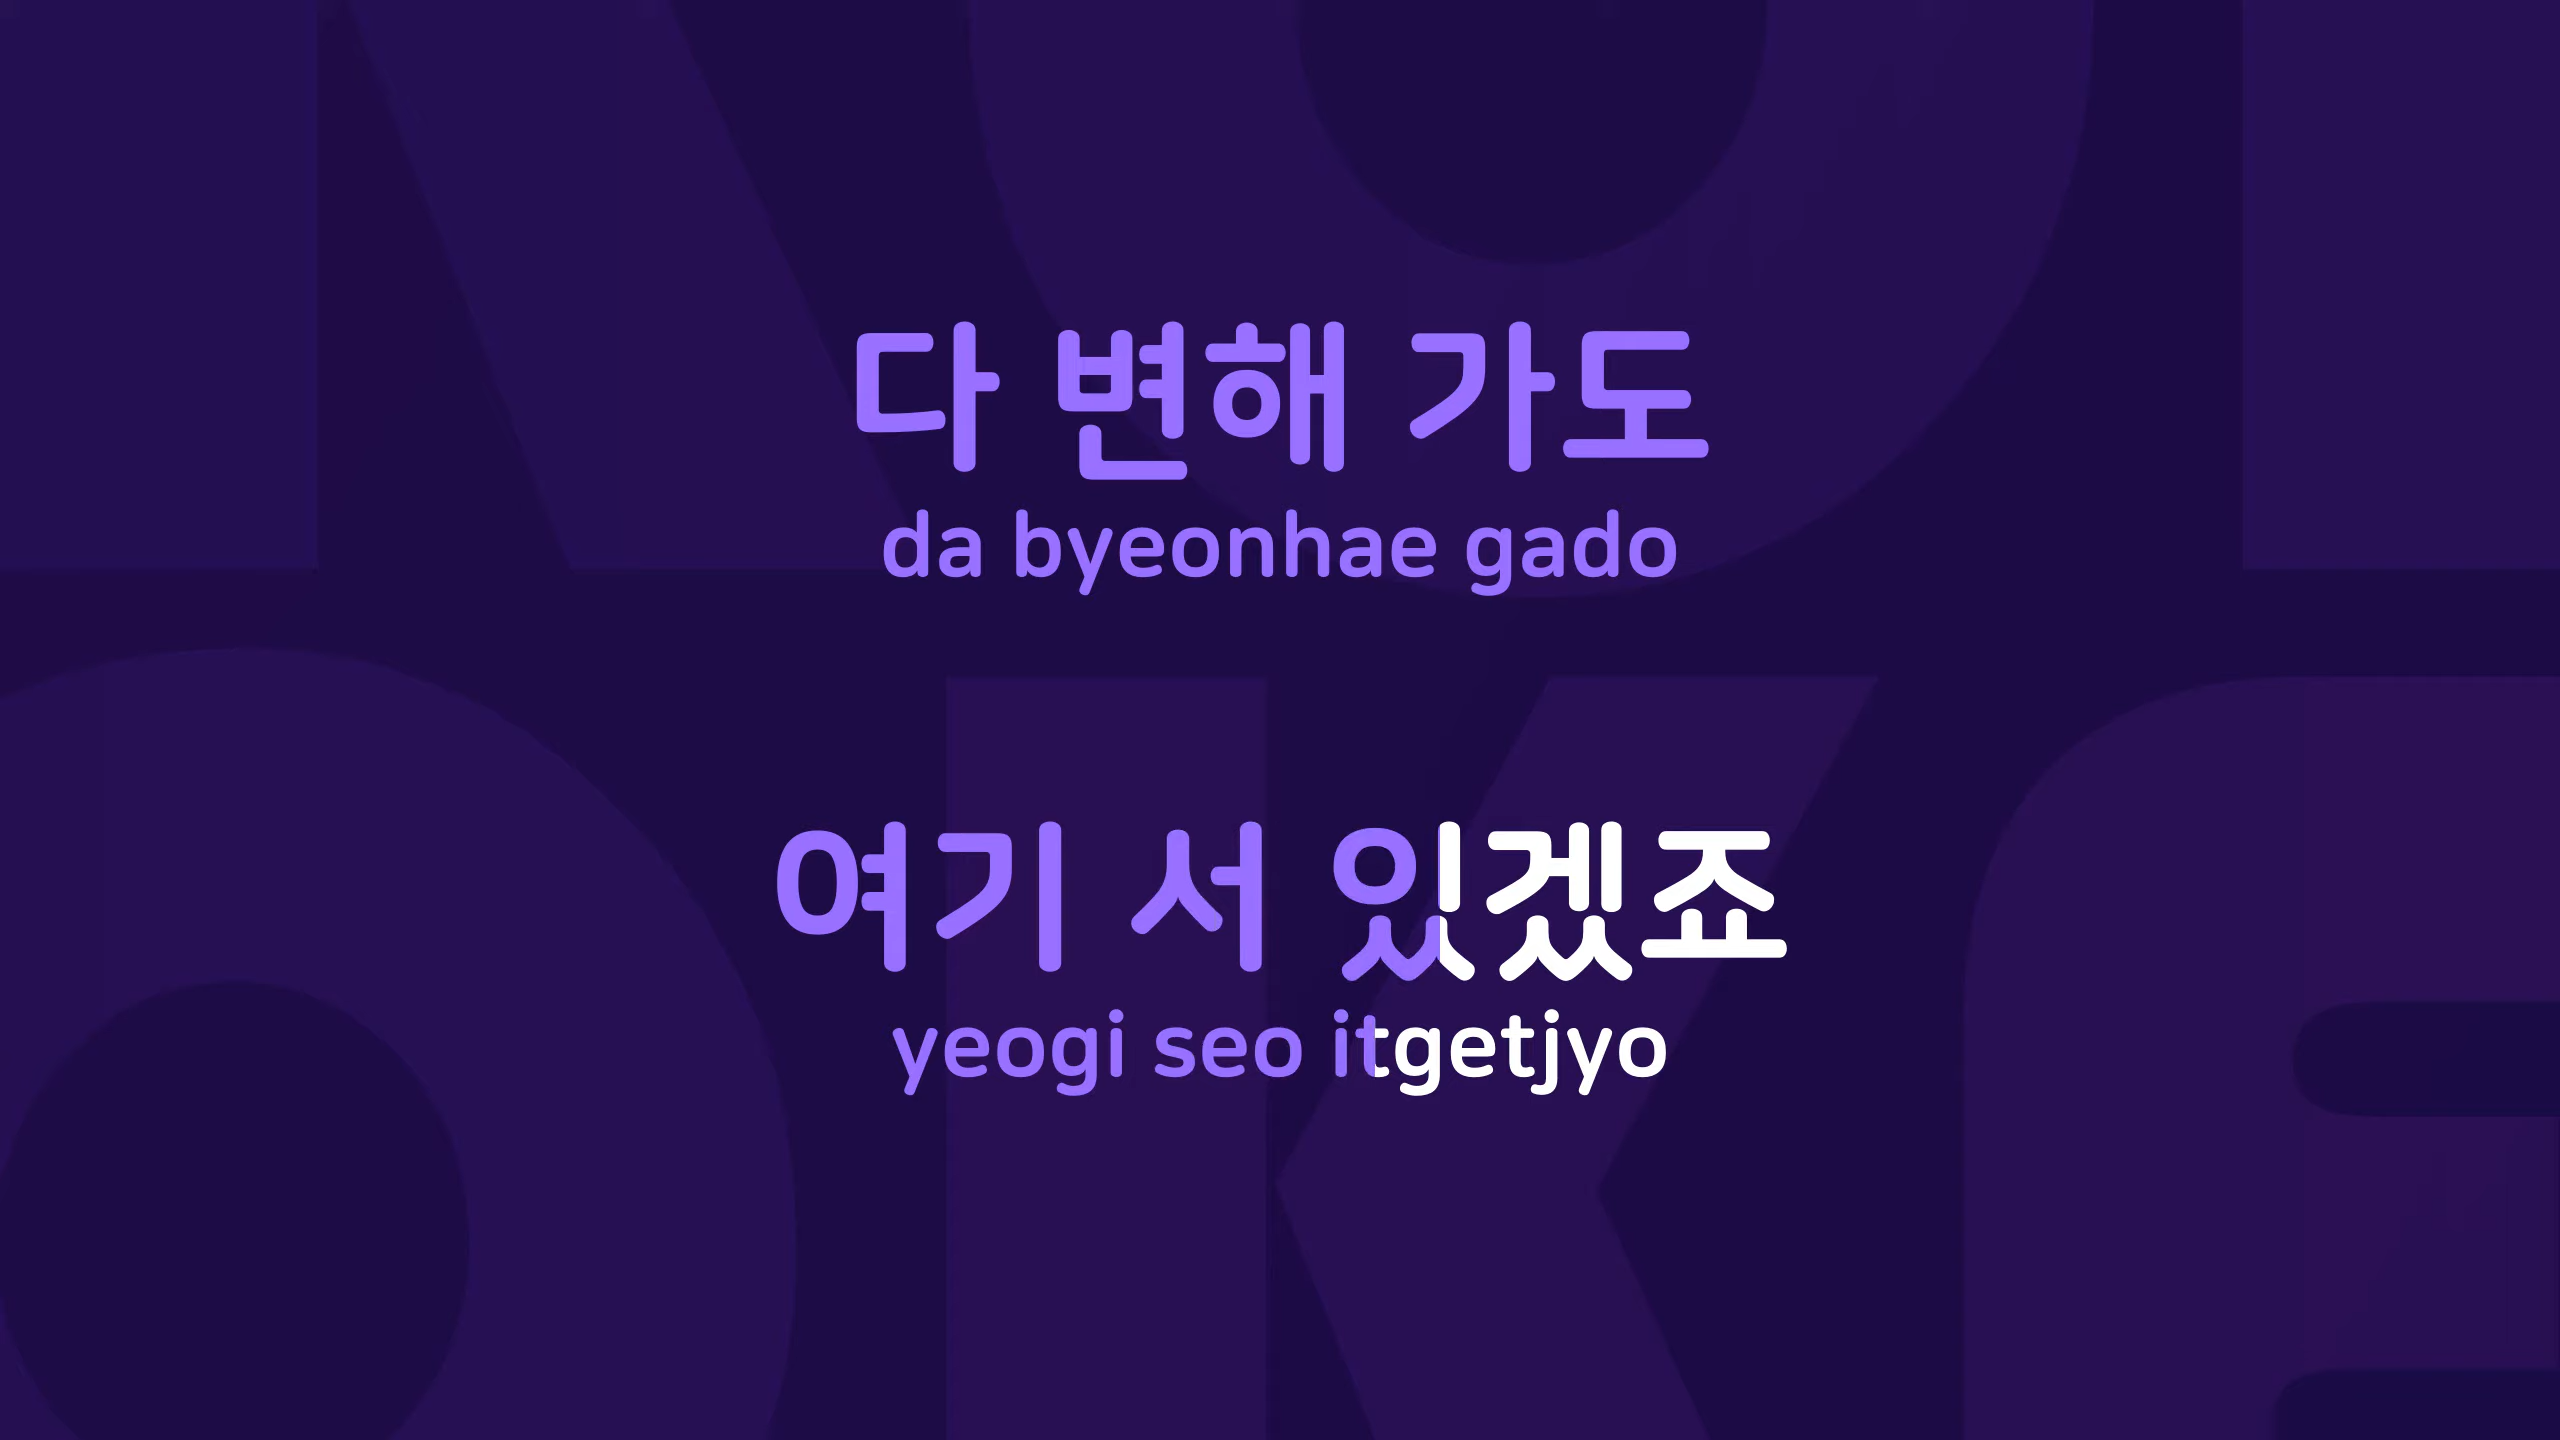 다 변해 가도
da byeonhae gado
여기 서 있겠죠
yeogi seo itgetjyo